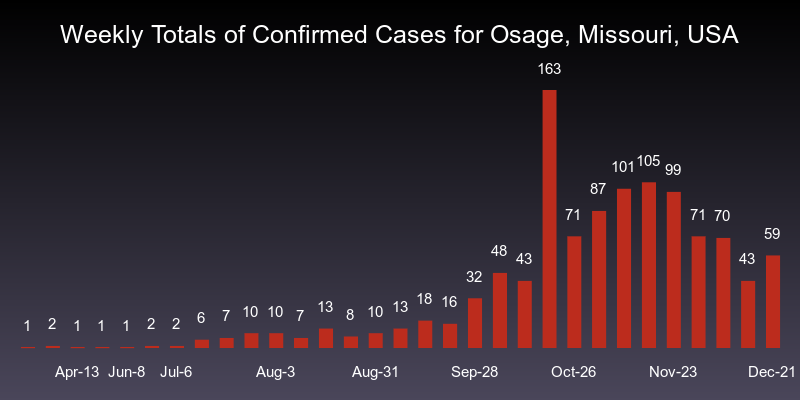 Weekly Totals of Confirmed Cases for Osage, Missouri, USA
163
101 105 99
87
71 71 70
59
48 43 43
32
1 2 1 1 1 2 2 6 7 10 10 7 13 8 10 13 18 16
Apr-13 Jun-8 Jul-6 Aug-3 Aug-31 Sep-28 Oct-26 Nov-23 Dec-21